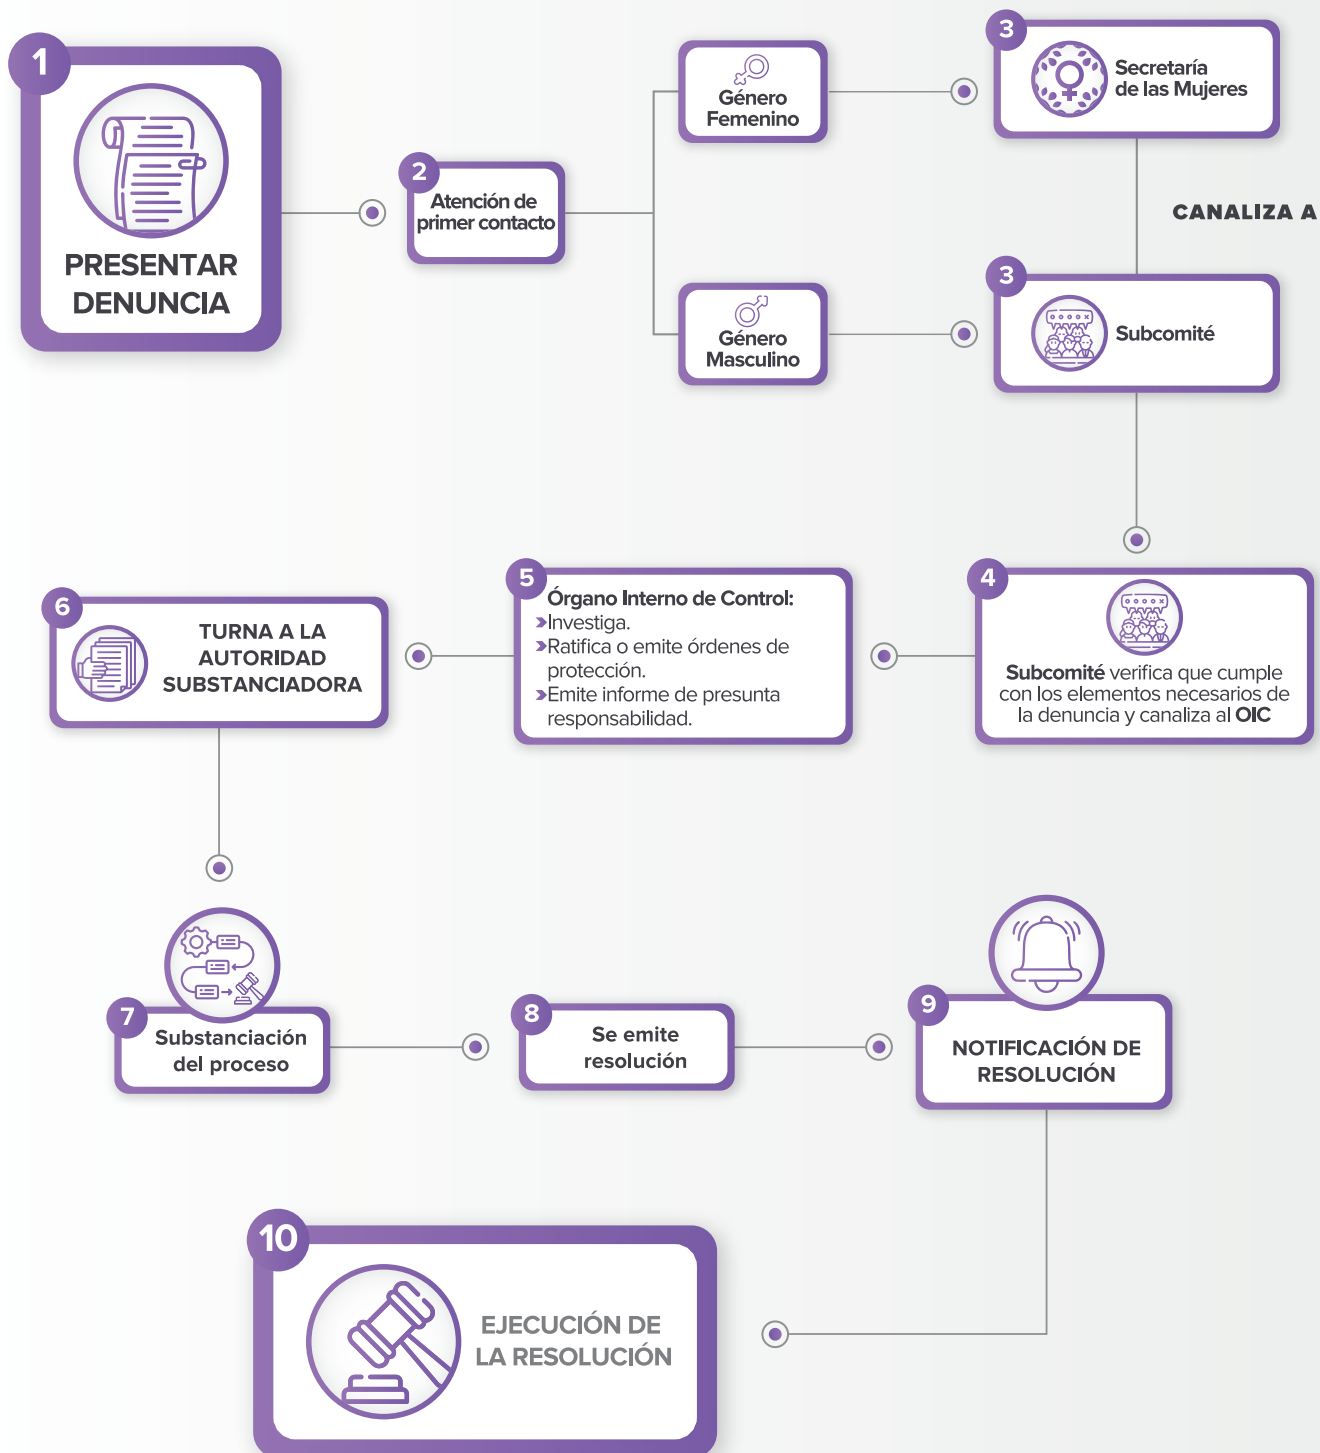 1
PRESENTAR
DENUNCIA
2
Atención de
primer contacto
Género
Femenino
3
Secretaría
de las Mujeres
CANALIZA A
Género
Masculino
3
Subcomité
4
Subcomité verifica que cumple
con los elementos necesarios de
la denuncia y canaliza al OIC
5
Órgano Interno de Control:
»Investiga.
»Ratifica o emite órdenes de
protección.
»Emite informe de presunta
responsabilidad.
6
TURNA A LA
AUTORIDAD
SUBSTANCIADORA
7
Substanciación
del proceso
8
Se emite
resolución
9
NOTIFICACIÓN DE
RESOLUCIÓN
10
EJECUCIÓN DE
LA RESOLUCIÓN